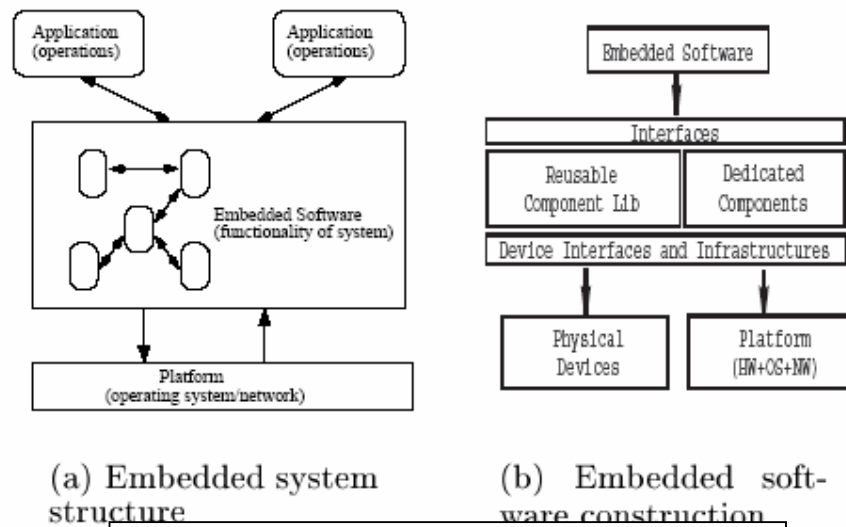 Application
(operations)
Application
(operations)
Embedded Software
(functionality of system)
Platform
(operating system/network)
(a) Embedded system
structure
Embedded Software
Interfaces
Reusable
Component Lib
Dedicated
Components
Device Interfaces and Infrastructures
Physical
Devices
Platform
(HW+OS+NW)
(b) Embedded soft-
ware construction